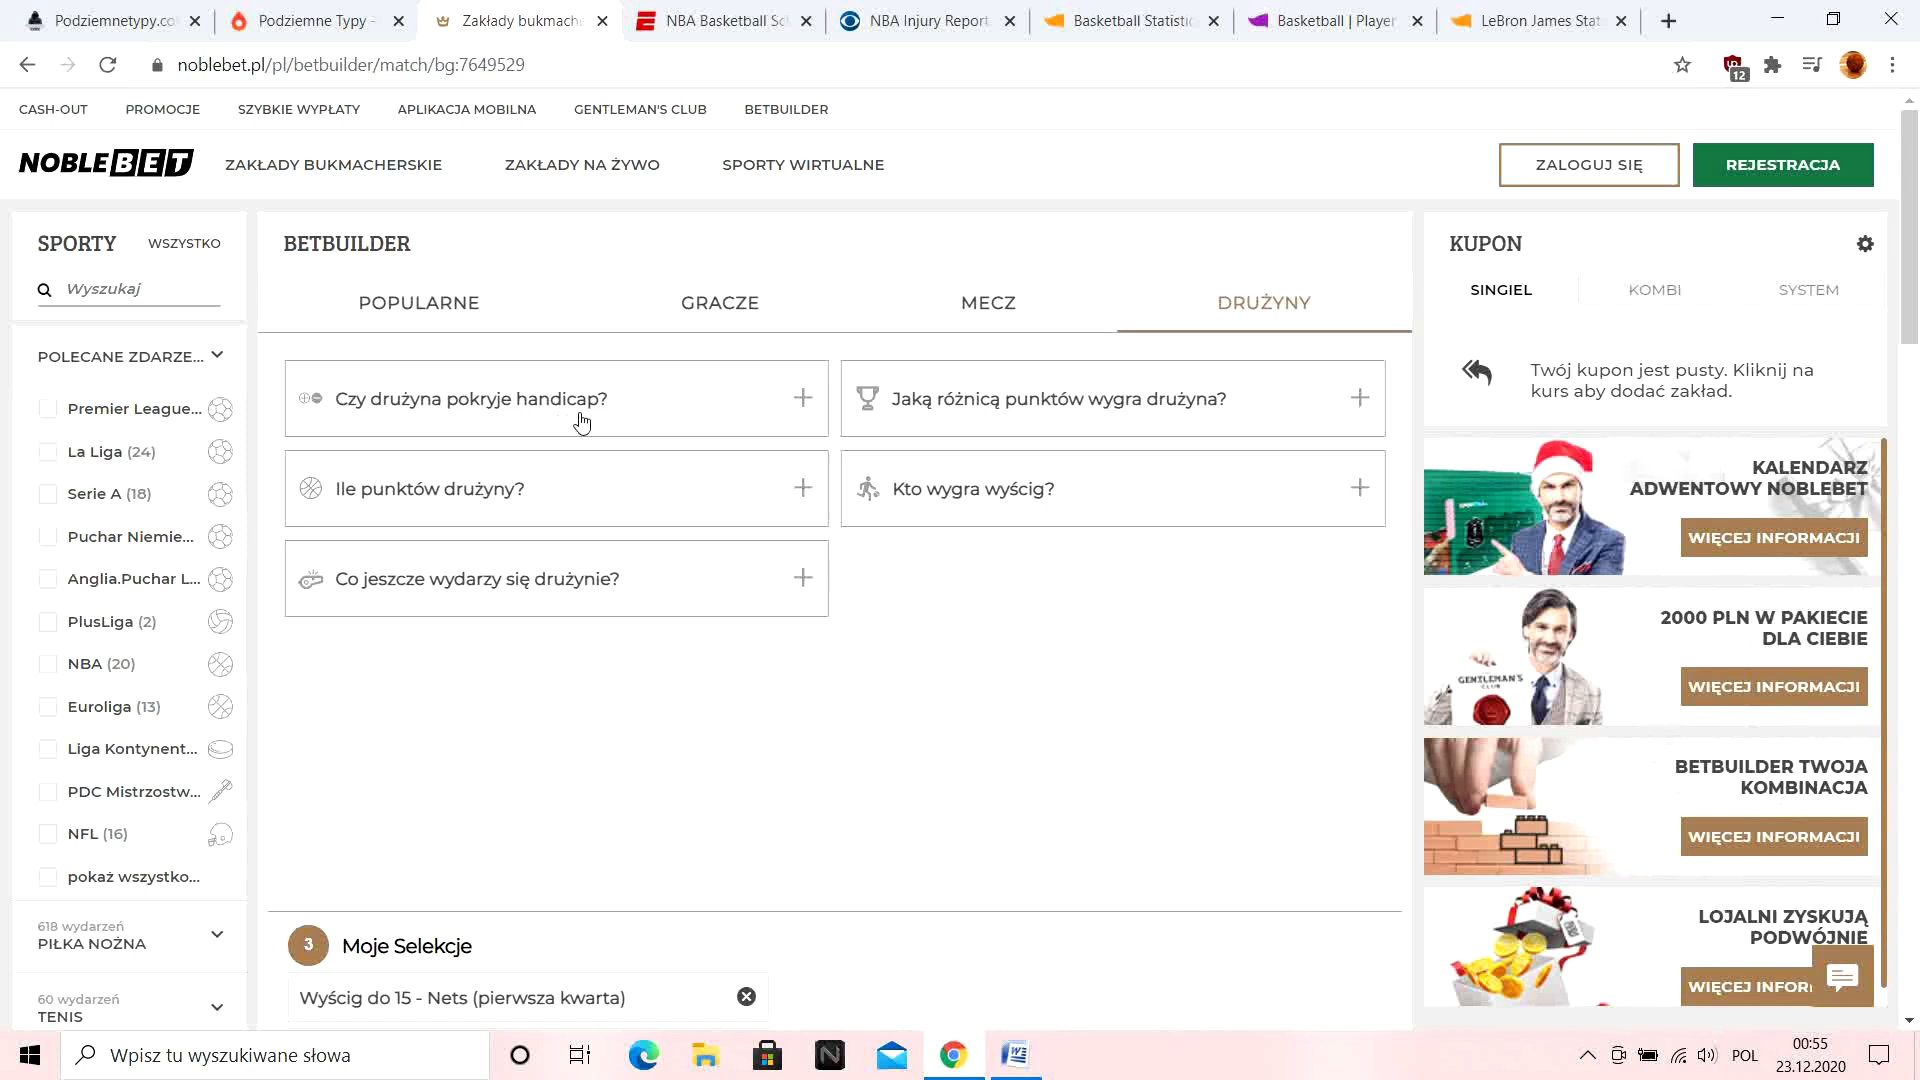 Podziemnetypy.co
Podziemne Typy -
Zakłady bukmache
NBA Basketball Sc
NBA Injury Report
Basketball Statistic
Basketball | Player
LeBron James Stat
noblebet.pl/pl/betbuilder/match/bg:7649529
12
CASH-OUT
PROMOCJE
SZYBKIE WYPŁATY
APLIKACJA MOBILNA
GENTLEMAN'S CLUB
BETBUILDER
NOBLEBET
ZAKŁADY BUKMACHERSKIE
ZAKŁADY NA ŻYWO
SPORTY WIRTUALNE
ZALOGUJ SIĘ
REJESTRACJA
SPORTY
WSZYSTKO
Wyszukaj
POLECANE ZDARZE...
Premier League...
La Liga (24)
Serie A (18)
Puchar Niemie...
Anglia.Puchar L...
PlusLiga (2)
NBA (20)
Euroliga (13)
Liga Kontynent...
PDC Mistrzostw...
NFL (16)
pokaż wszystko...
618 wydarzeń
PIŁKA NOŻNA
60 wydarzeń
TENIS
BETBUILDER
POPULARNE
GRACZE
MECZ
DRUŻYNY
Czy drużyna pokryje handicap?
Jaką różnicą punktów wygra drużyna?
Ile punktów drużyny?
Kto wygra wyścig?
Co jeszcze wydarzy się drużynie?
3
Moje Selekcje
Wyścig do 15 - Nets (pierwsza kwarta)
KUPON
SINGIEL
KOMBI
SYSTEM
Twój kupon jest pusty. Kliknij na
kurs aby dodać zakład.
KALENDARZ
ADWENTOWY NOBLEBET
WIĘCEJ INFORMACJI
2000 PLN W PAKIECIE
DLA CIEBIE
GENTLEMAN'S
CLUB
WIĘCEJ INFORMACJI
BETBUILDER TWOJA
KOMBINACJA
WIĘCEJ INFORMACJI
LOJALNI ZYSKUJĄ
PODWÓJNIE
WIĘCEJ INFOR
Wpisz tu wyszukiwane słowa
POL
00:55
23.12.2020